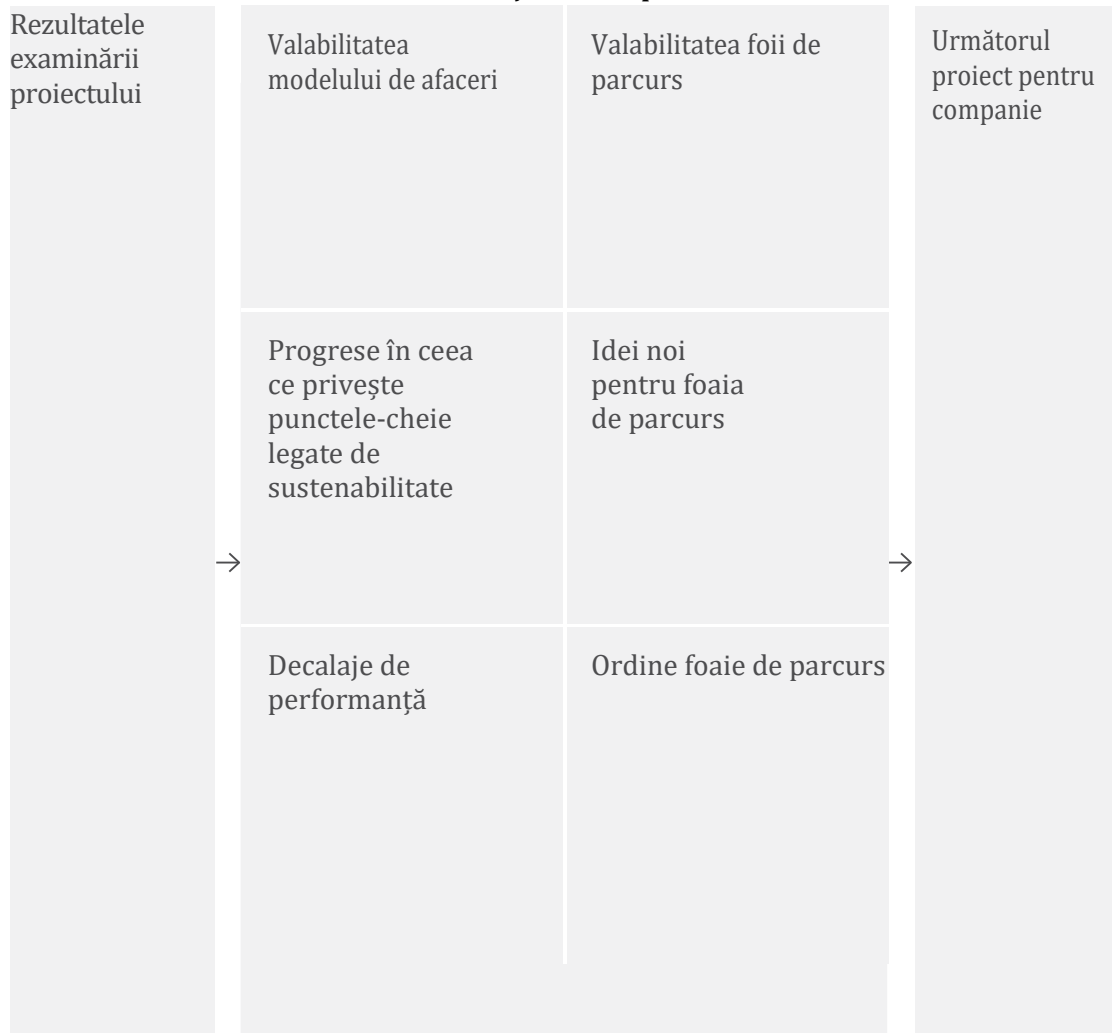 Rezultatele
examinării
proiectului
Valabilitatea
modelului de afaceri
Valabilitatea foii de
parcurs
Progrese în ceea
ce privește
punctele-cheie
legate de
sustenabilitate
Idei noi
pentru foaia
de parcurs
Decalaje de
performanță
Ordine foaie de parcurs
Următorul
proiect pentru
companie